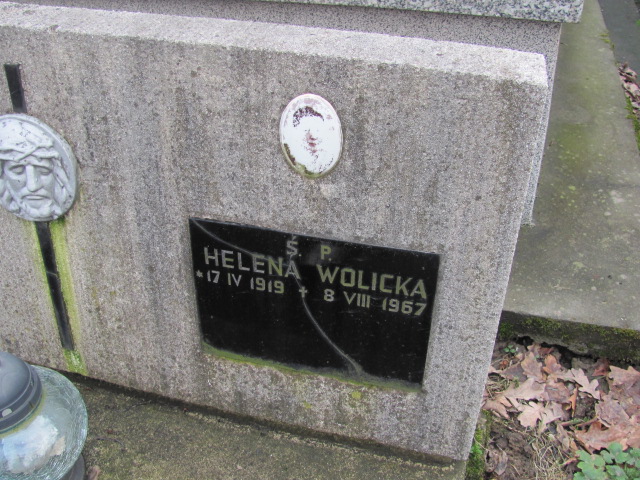 Ś. P.
HELENA WOLICKA
*17 IV 1919 + 8 VIII 1967